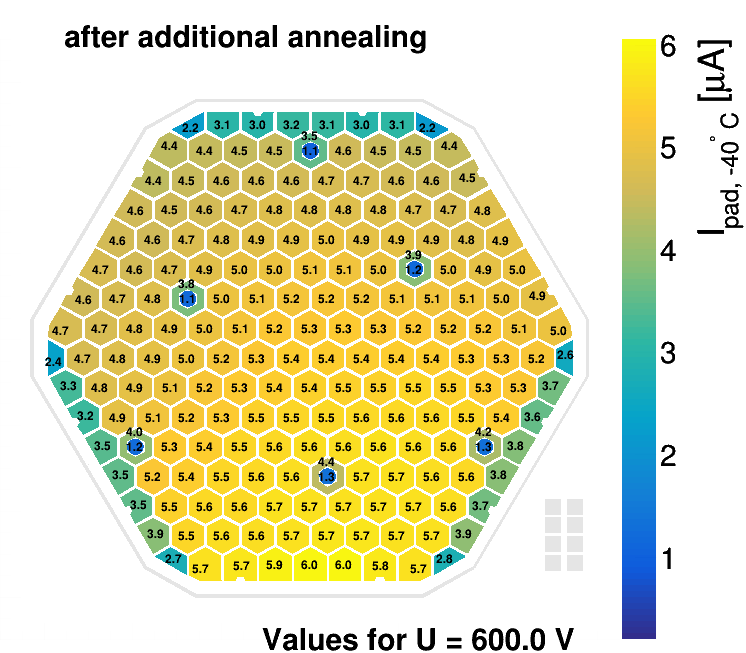 after additional annealing
2.2 3.1 3.0 3.2 3.1 3.0 3.1 2.2
3.5
4.4 4.4 4.5 4.5 1.1 4.6 4.5 4.5 4.4
4.4 4.5 4.6 4.6 4.6 4.7 4.6 4.6 4.6 4.5
4.6 4.5 4.6 4.7 4.8 4.8 4.8 4.8 4.7 4.7 4.8
4.6 4.6 4.7 4.8 4.9 4.9 5.0 4.9 4.9 4.9 4.8 4.9
3.9
4.7 4.6 4.7 4.9 5.0 5.0 5.1 5.1 5.0 1.2 5.0 4.9 5.0
3.8
4.6 4.7 4.8 1.1 5.0 5.1 5.2 5.2 5.2 5.1 5.1 5.1 5.0 4.9
4.7 4.7 4.8 4.9 5.0 5.1 5.2 5.3 5.3 5.3 5.2 5.2 5.2 5.1 5.0
2.4 4.7 4.8 4.9 5.0 5.2 5.3 5.4 5.4 5.4 5.4 5.3 5.3 5.2 2.6
3.3 4.8 4.9 5.1 5.2 5.3 5.4 5.4 5.5 5.5 5.5 5.5 5.3 5.3 3.7
3.2 4.9 5.1 5.2 5.3 5.5 5.5 5.6 5.6 5.6 5.5 5.4 3.6
4.0 4.2
3.5 1.2 5.3 5.4 5.5 5.6 5.6 5.6 5.6 5.6 5.6 1.3 3.8
4.4
3.5 5.2 5.4 5.5 5.6 5.6 1.3 5.7 5.7 5.6 5.6 3.8
3.5 5.5 5.6 5.6 5.7 5.7 5.7 5.7 5.7 5.6 3.7
3.9 5.5 5.6 5.6 5.7 5.7 5.7 5.7 5.7 3.9
2.7 5.7 5.7 5.9 6.0 6.0 5.8 5.7 2.8
Values for U = 600.0 V
6
5
4
3
2
1
I pad, -40° C [μA]